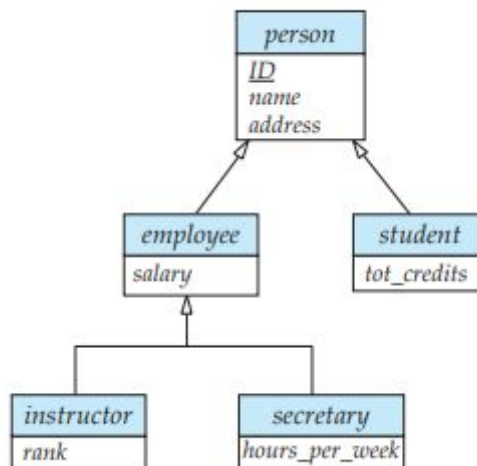 person
ID
name
address
employee
salary
student
tot_credits
instructor
rank
secretary
hours_per_week